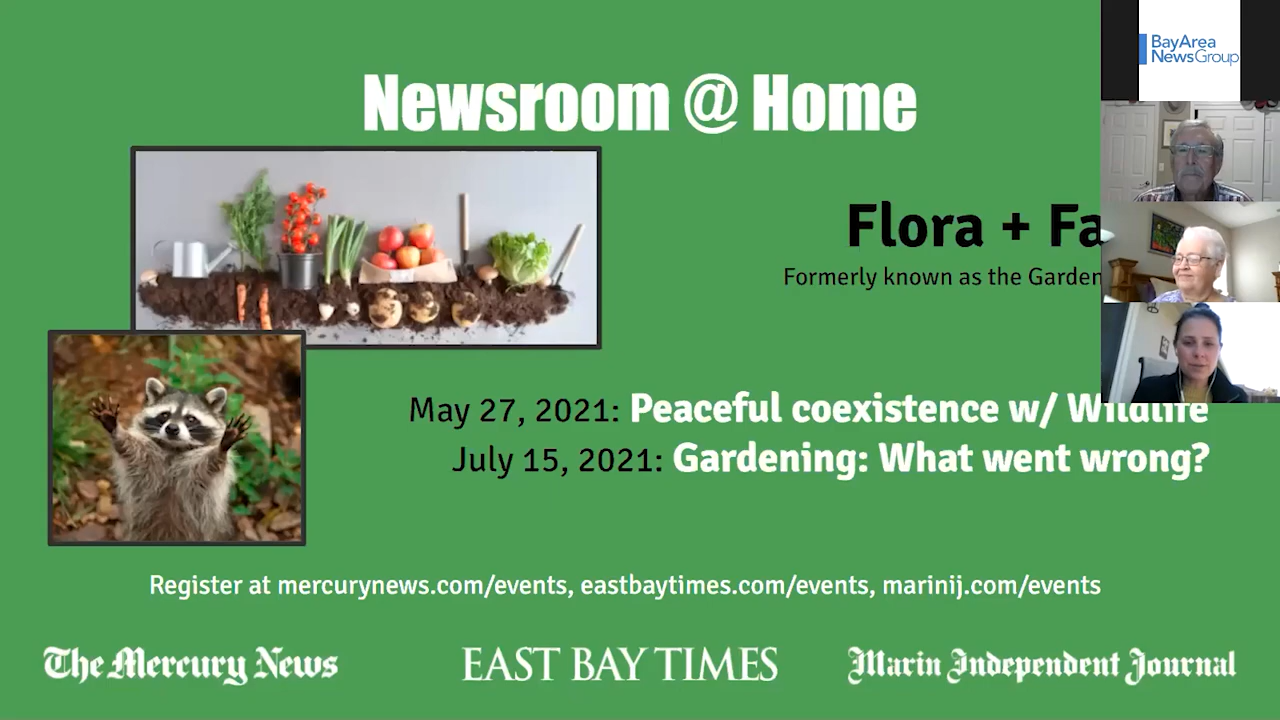 BayArea
NewsGroup
Newsroom @ Home
Flora + Fa
Formerly known as the Garden
May 27, 2021: Peaceful coexistence w/ Wildlife
July 15, 2021: Gardening: What went wrong?
Register at mercurynews.com/events, eastbaytimes.com/events, marinij.com/events
The Mercury News
EAST BAY TIMES
Marin Independent Journal